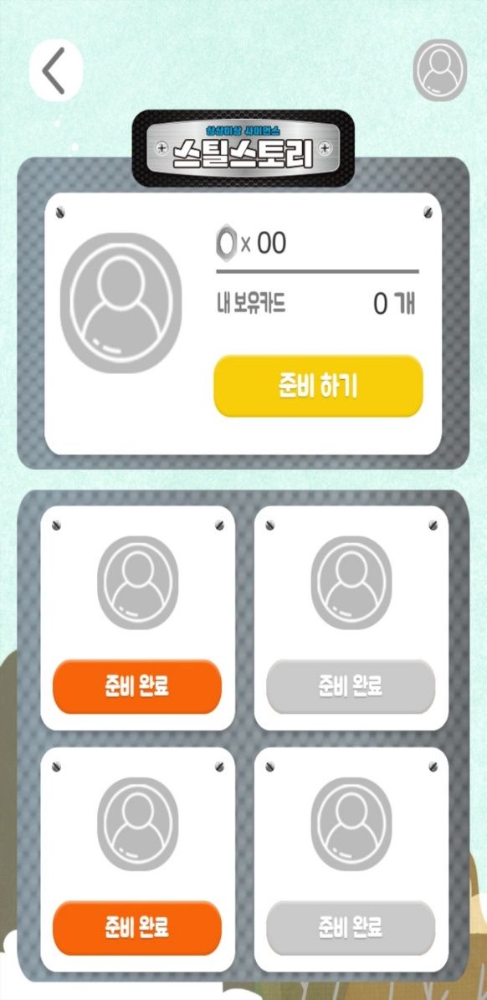 상상이상 사이언스
스틸스토리
x 00
내 보유카드 0 개
준비 하기
준비 완료 준비 완료
준비 완료 준비 완료